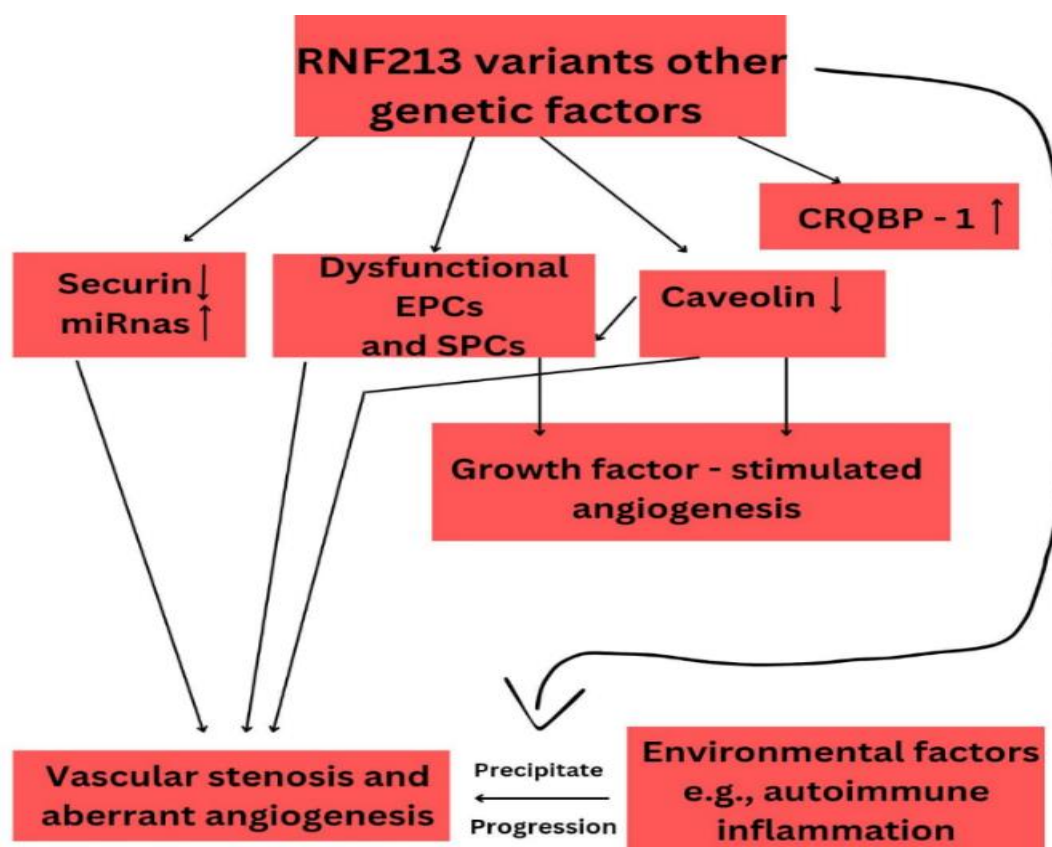 RNF213 variants other
genetic factors
CRQBP - 1 ↑
Securin↓
miRnas↑
Dysfunctional
EPCs
and SPCs
Caveolin ↓
Growth factor - stimulated
angiogenesis
Vascular stenosis and
aberrant angiogenesis
Precipitate
Progression
Environmental factors
e.g., autoimmune
inflammation